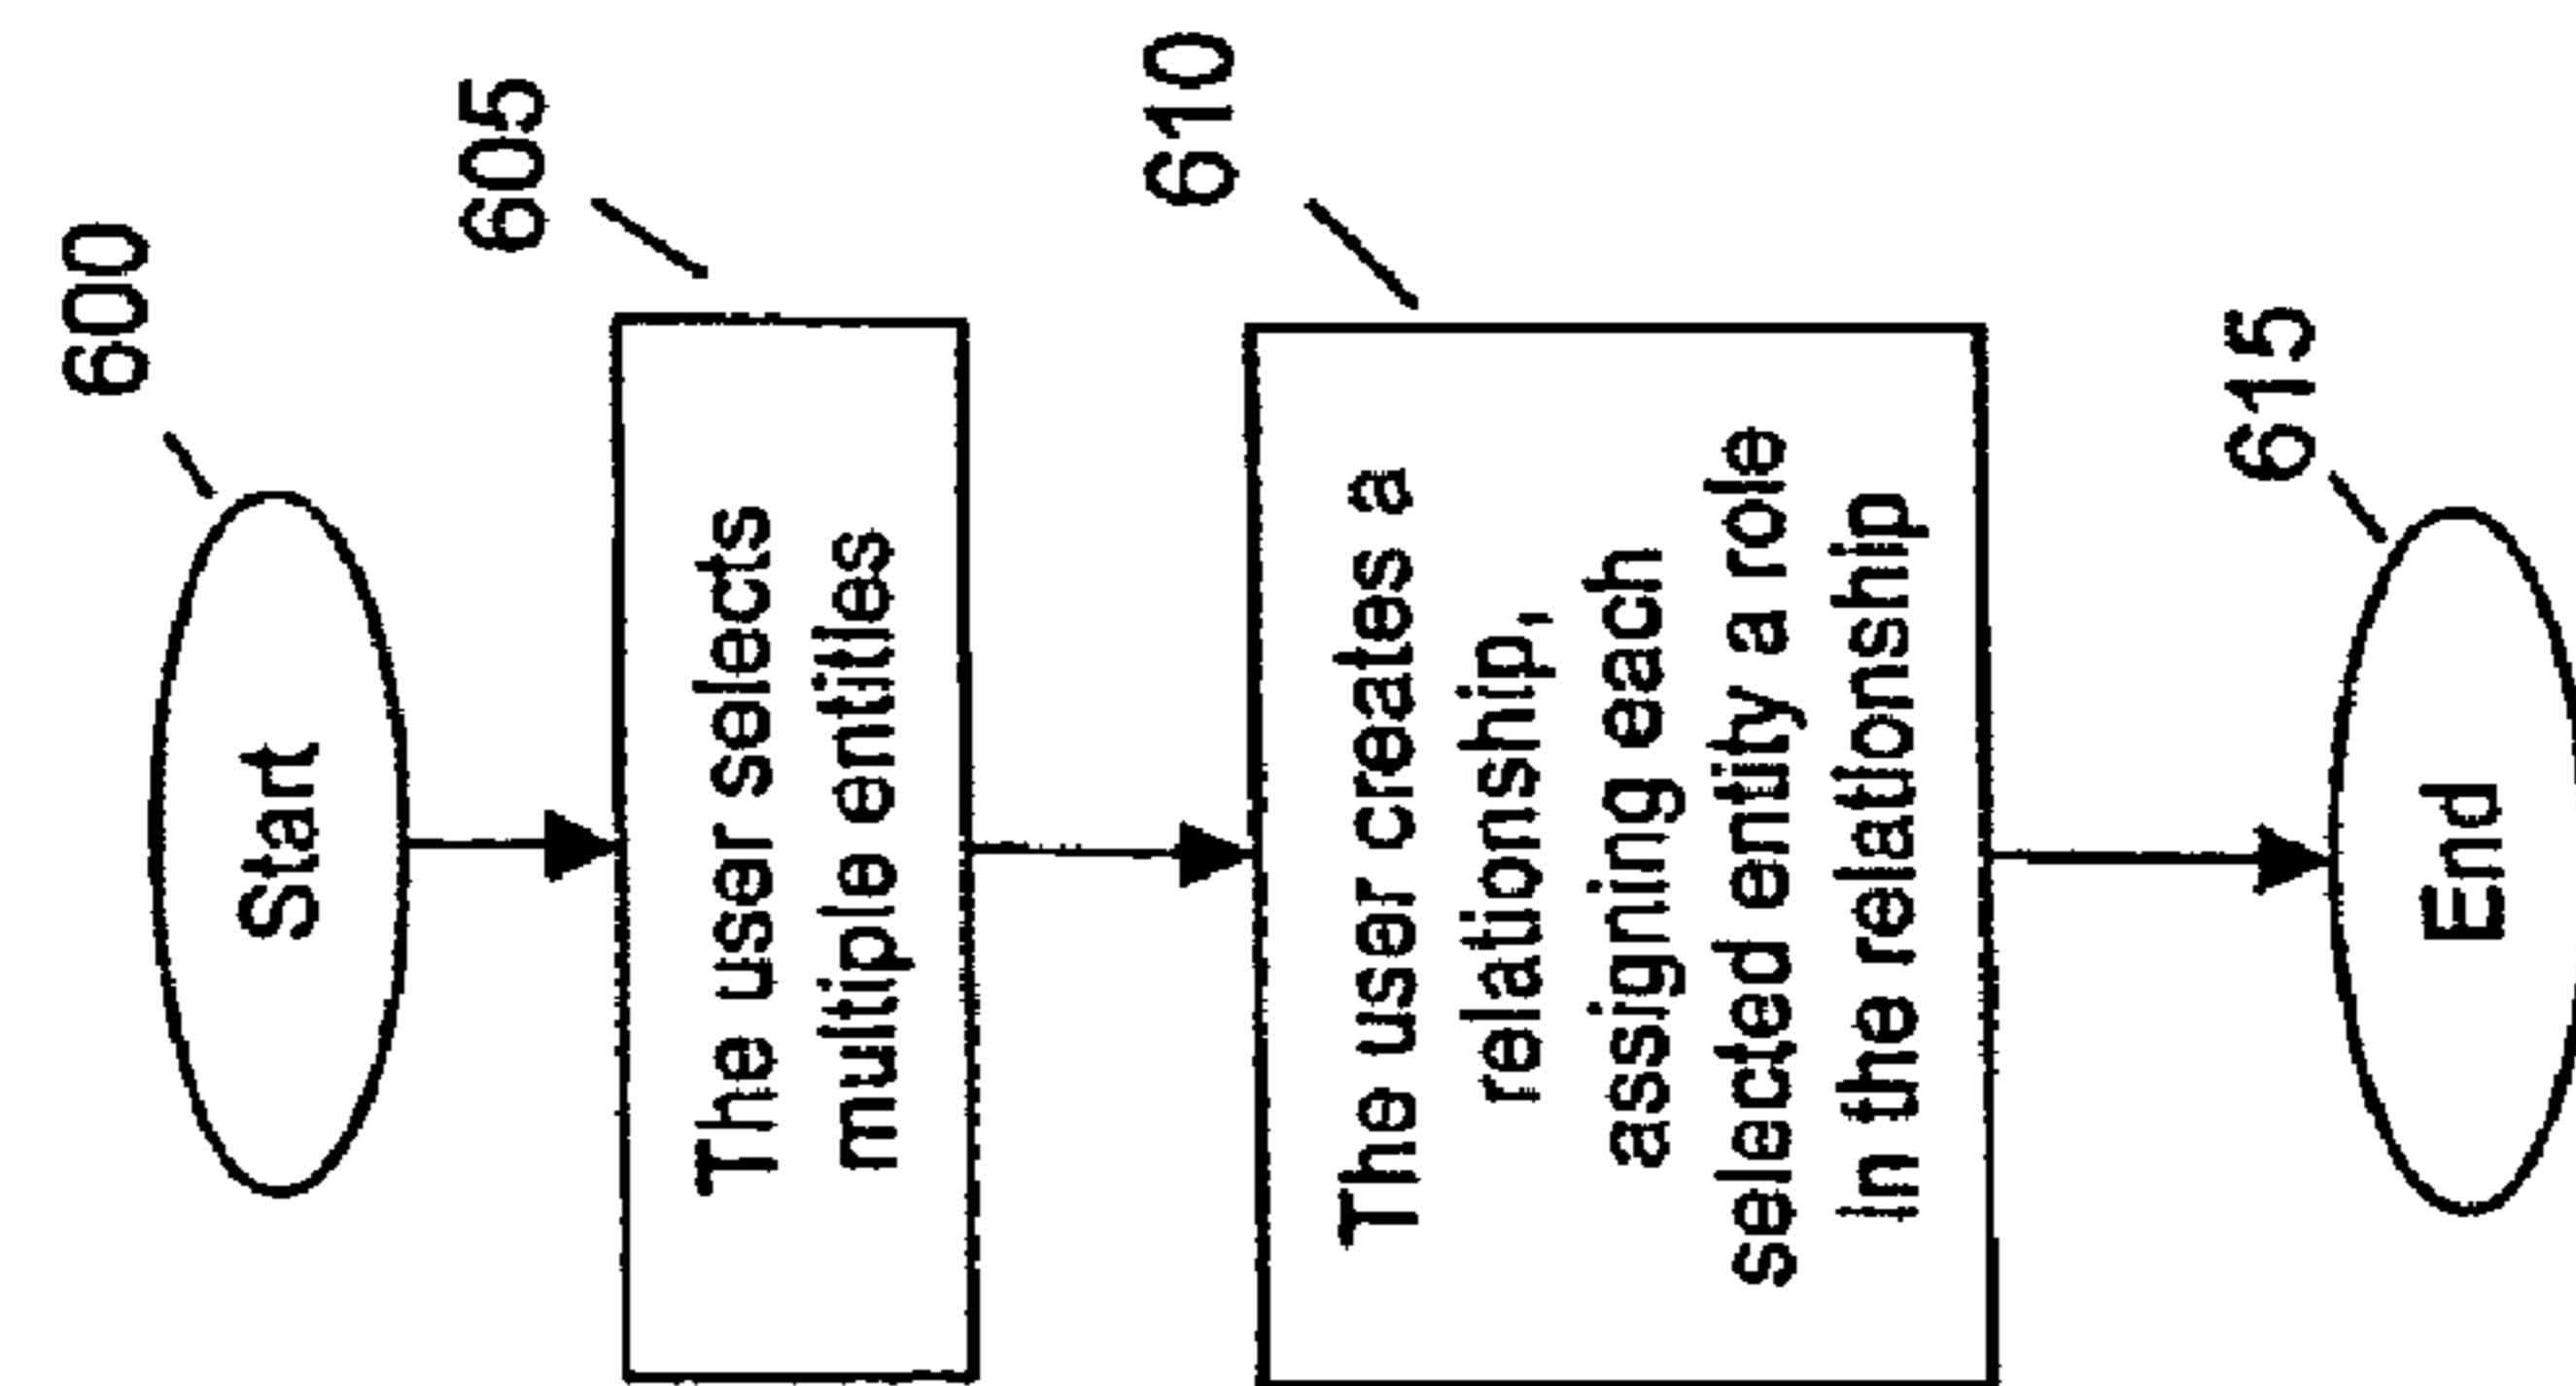 600
Start
605
The user selects
multiple entities
610
The user creates a
relationship,
assigning each
selected entity a role
in the relationship
615
End